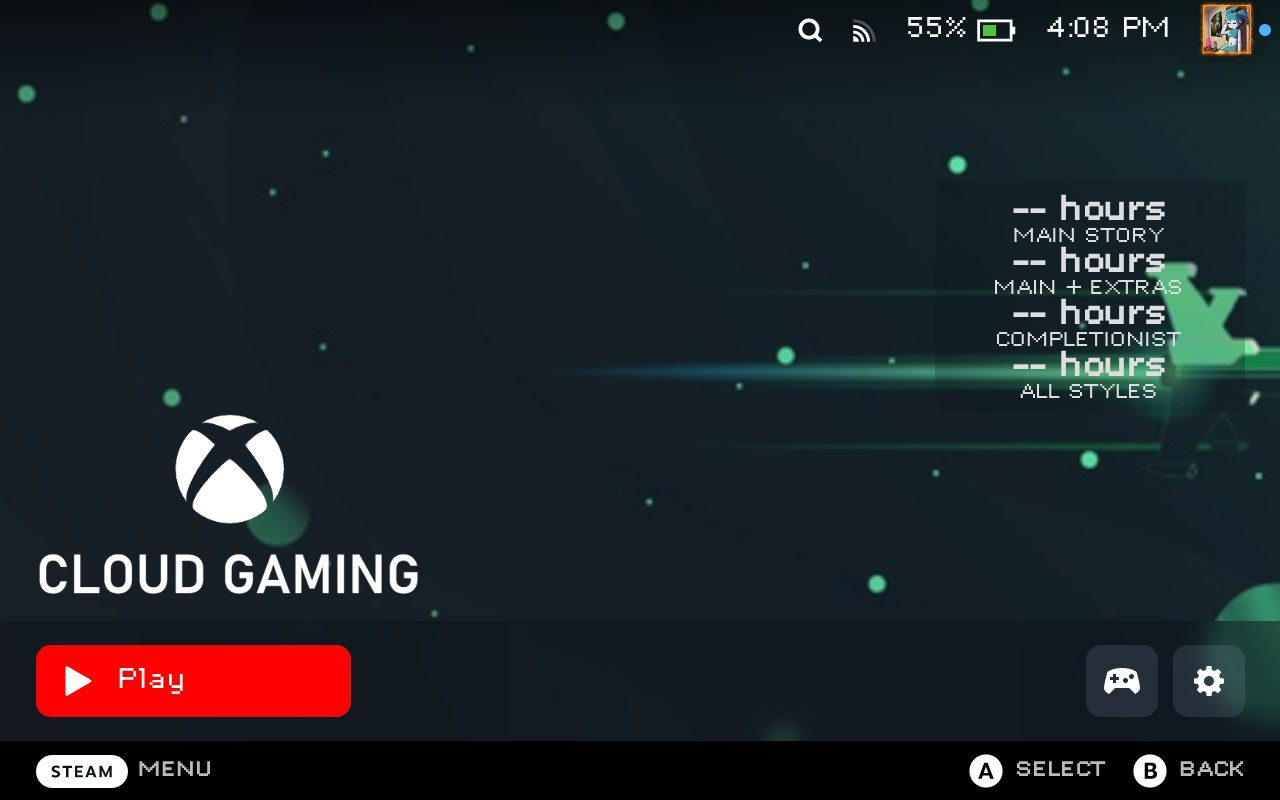 55% 4:08 PM
-- hours
MAIN STORY
-- hours
MAIN + EXTRAS
-- hours
COMPLETIONIST
-- hours
ALL STYLES
CLOUD GAMING
Play
STEAM MENU A SELECT B BACK